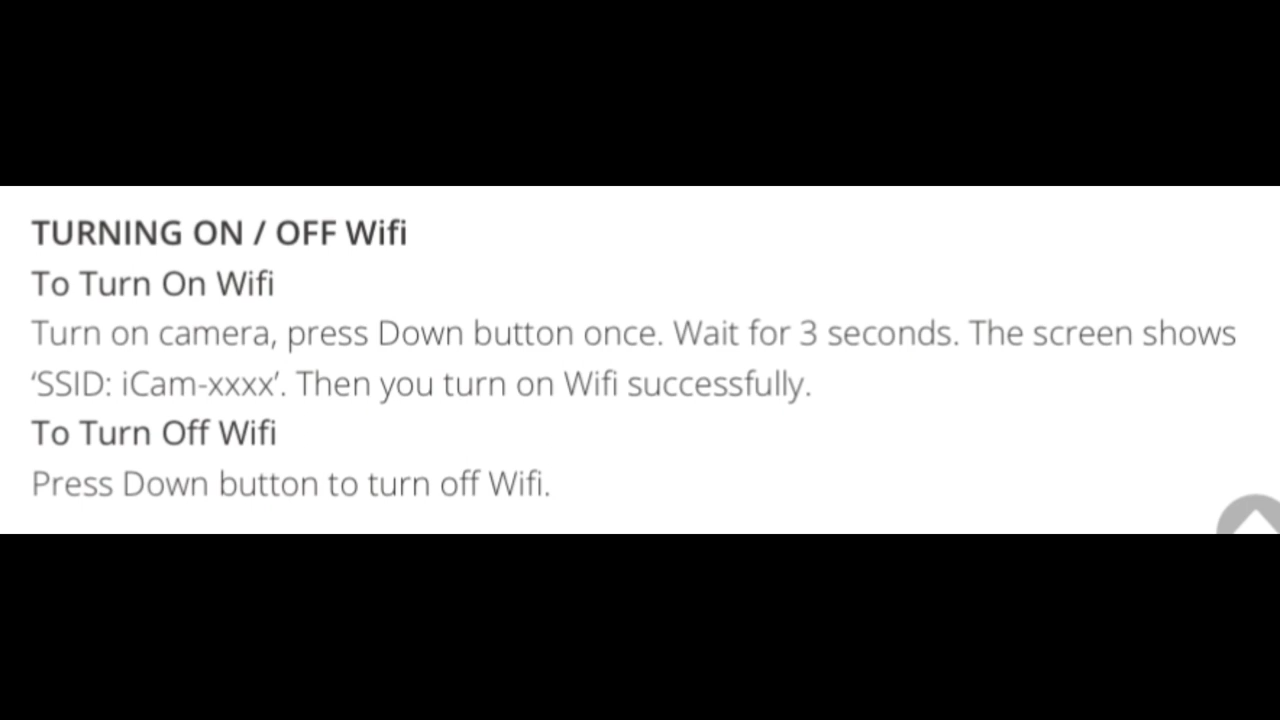 TURNING ON / OFF Wifi
To Turn On Wifi
Turn on camera, press Down button once. Wait for 3 seconds. The screen shows
‘SSID: iCam-xxxx’. Then you turn on Wifi successfully.
To Turn Off Wifi
Press Down button to turn off Wifi.